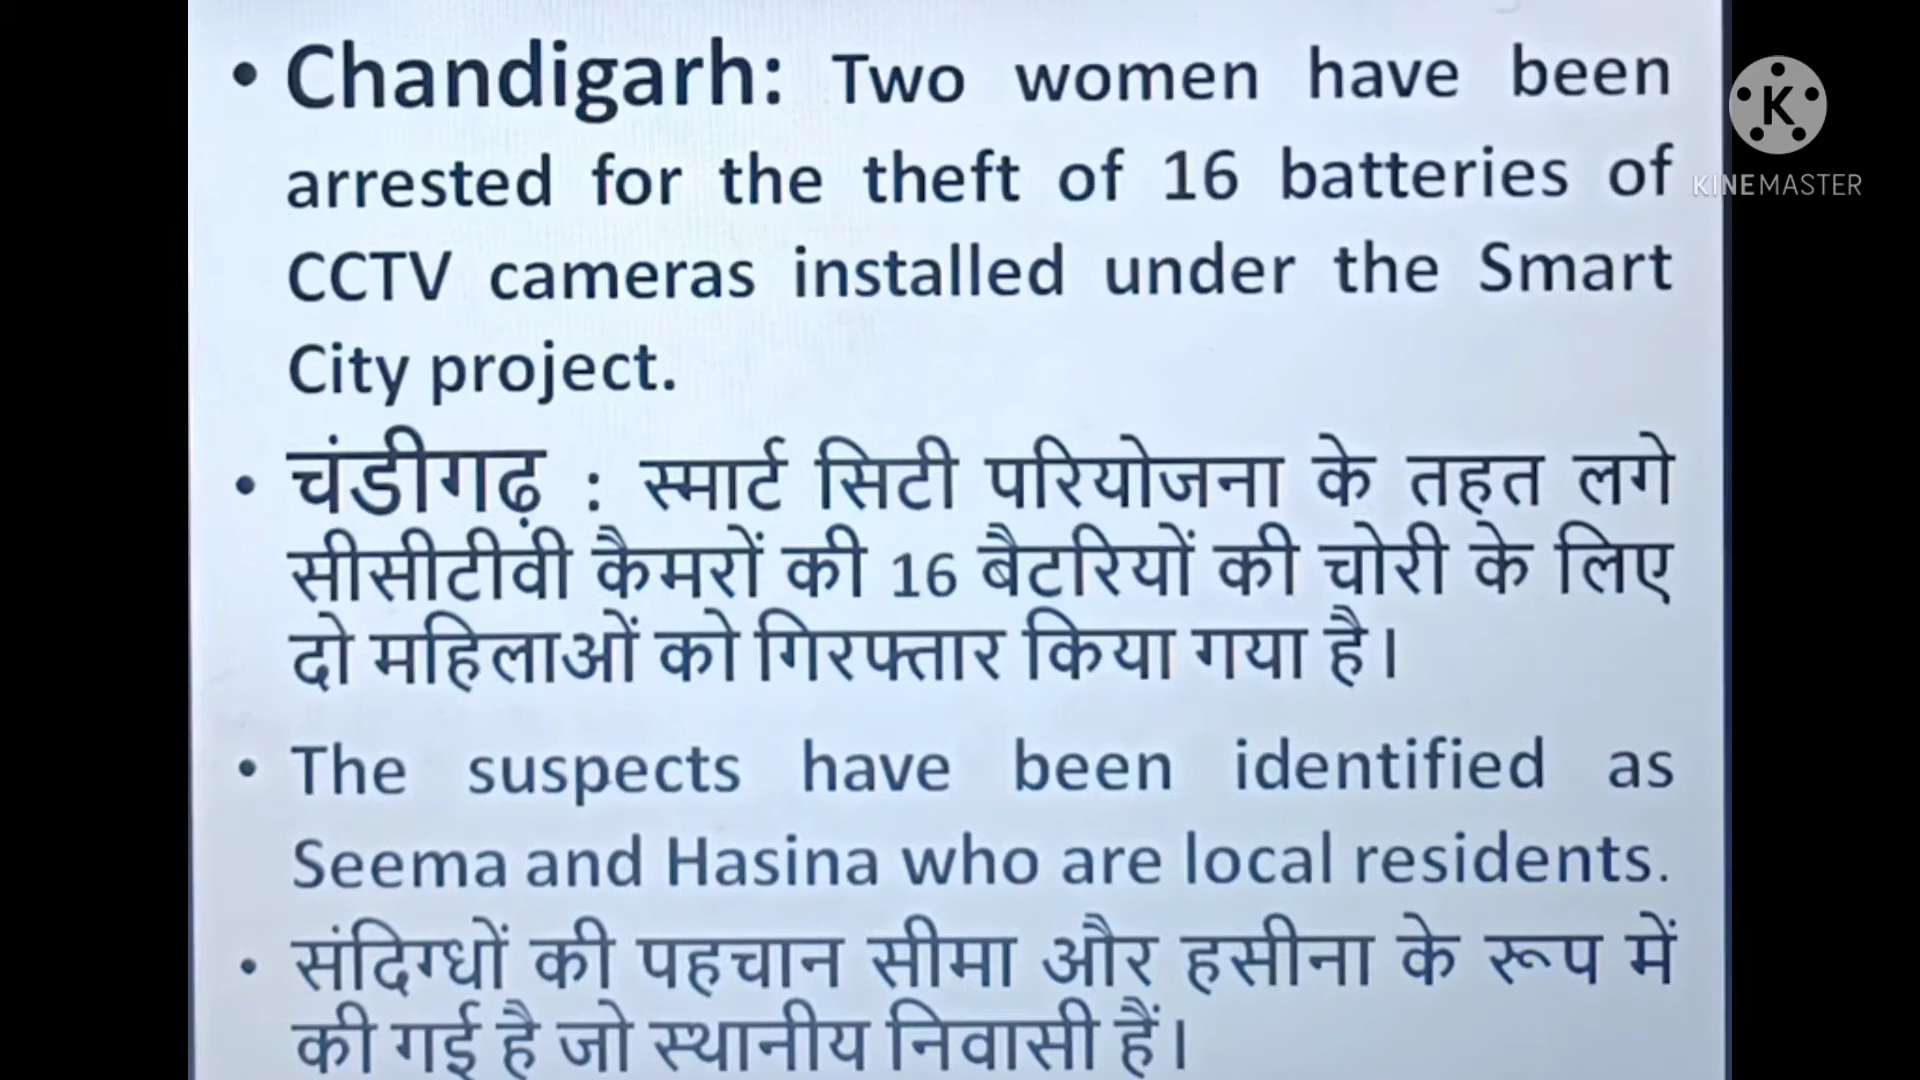 • Chandigarh: Two women have been
arrested for the theft of 16 batteries of
CCTV cameras installed under the Smart
City project.
• चंडीगढ़ : स्मार्ट सिटी परियोजना के तहत लगे
सीसीटीवी कैमरों की 16 बैटरियों की चोरी के लिए
दो महिलाओं को गिरफ्तार किया गया है।
• The suspects have been identified as
Seema and Hasina who are local residents.
• संदिग्धों की पहचान सीमा और हसीना के रूप में
की गई है जो स्थानीय निवासी हैं।
K
KINEMASTER